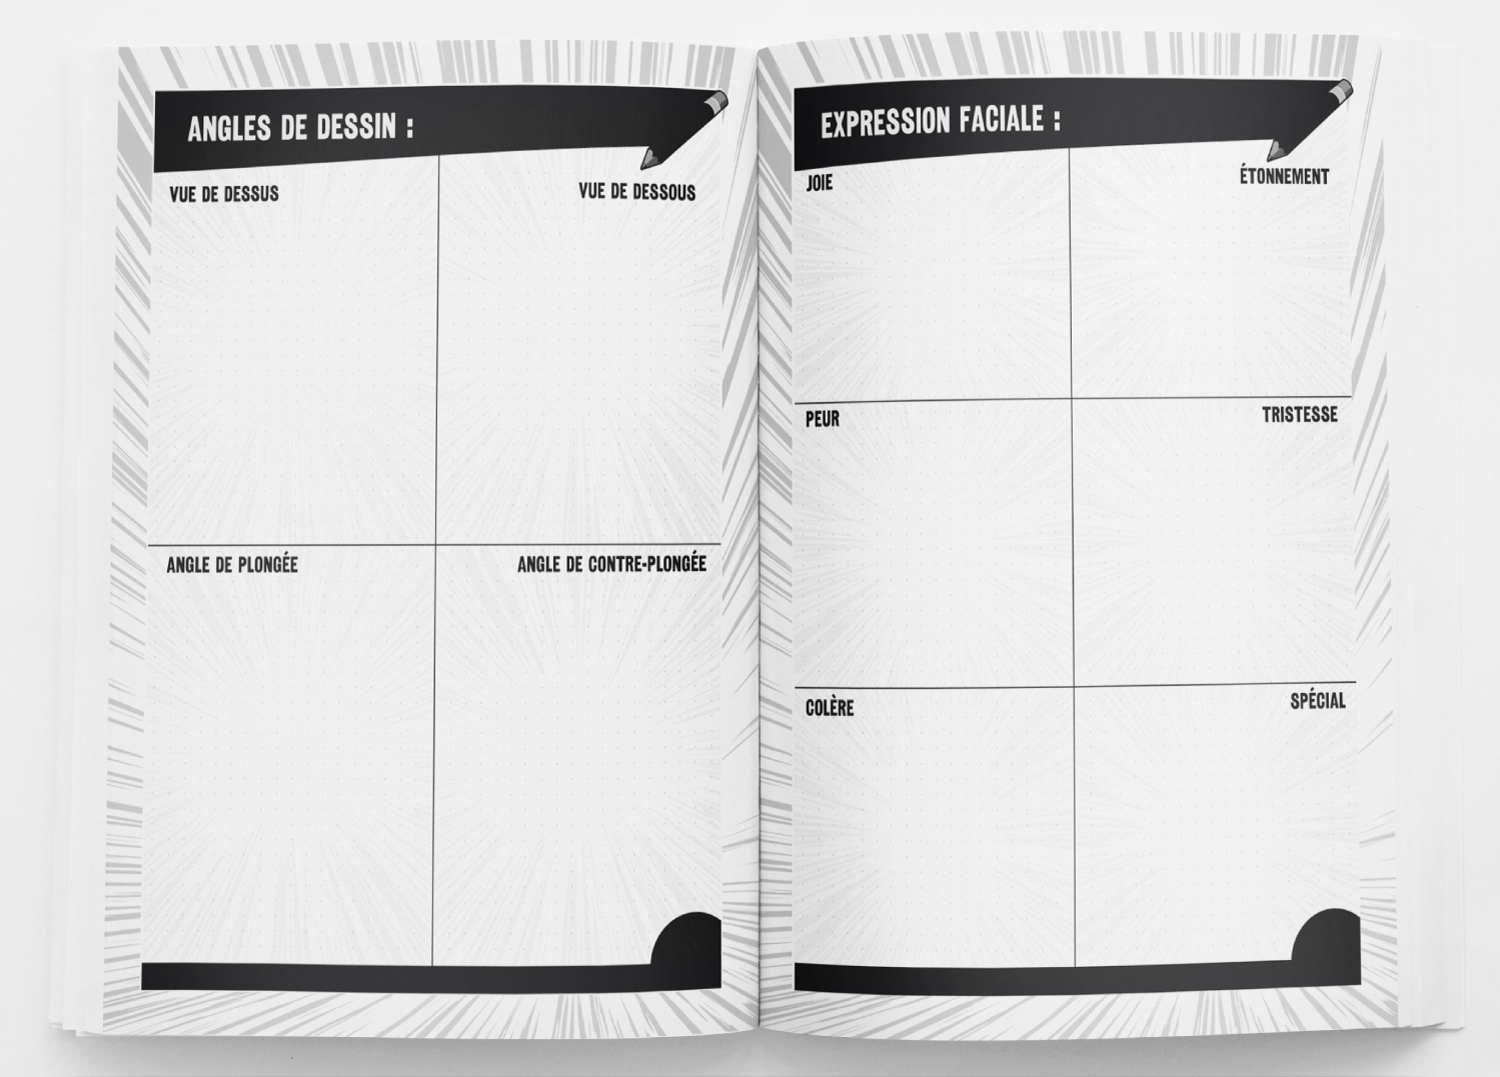 ANGLES DE DESSIN :
VUE DE DESSUS
VUE DE DESSOUS
ANGLE DE PLONGÉE
ANGLE DE CONTRE-PLONGÉE
EXPRESSION FACIALE :
JOIE
ÉTONNEMENT
PEUR
TRISTESSE
COLÈRE
SPÉCIAL